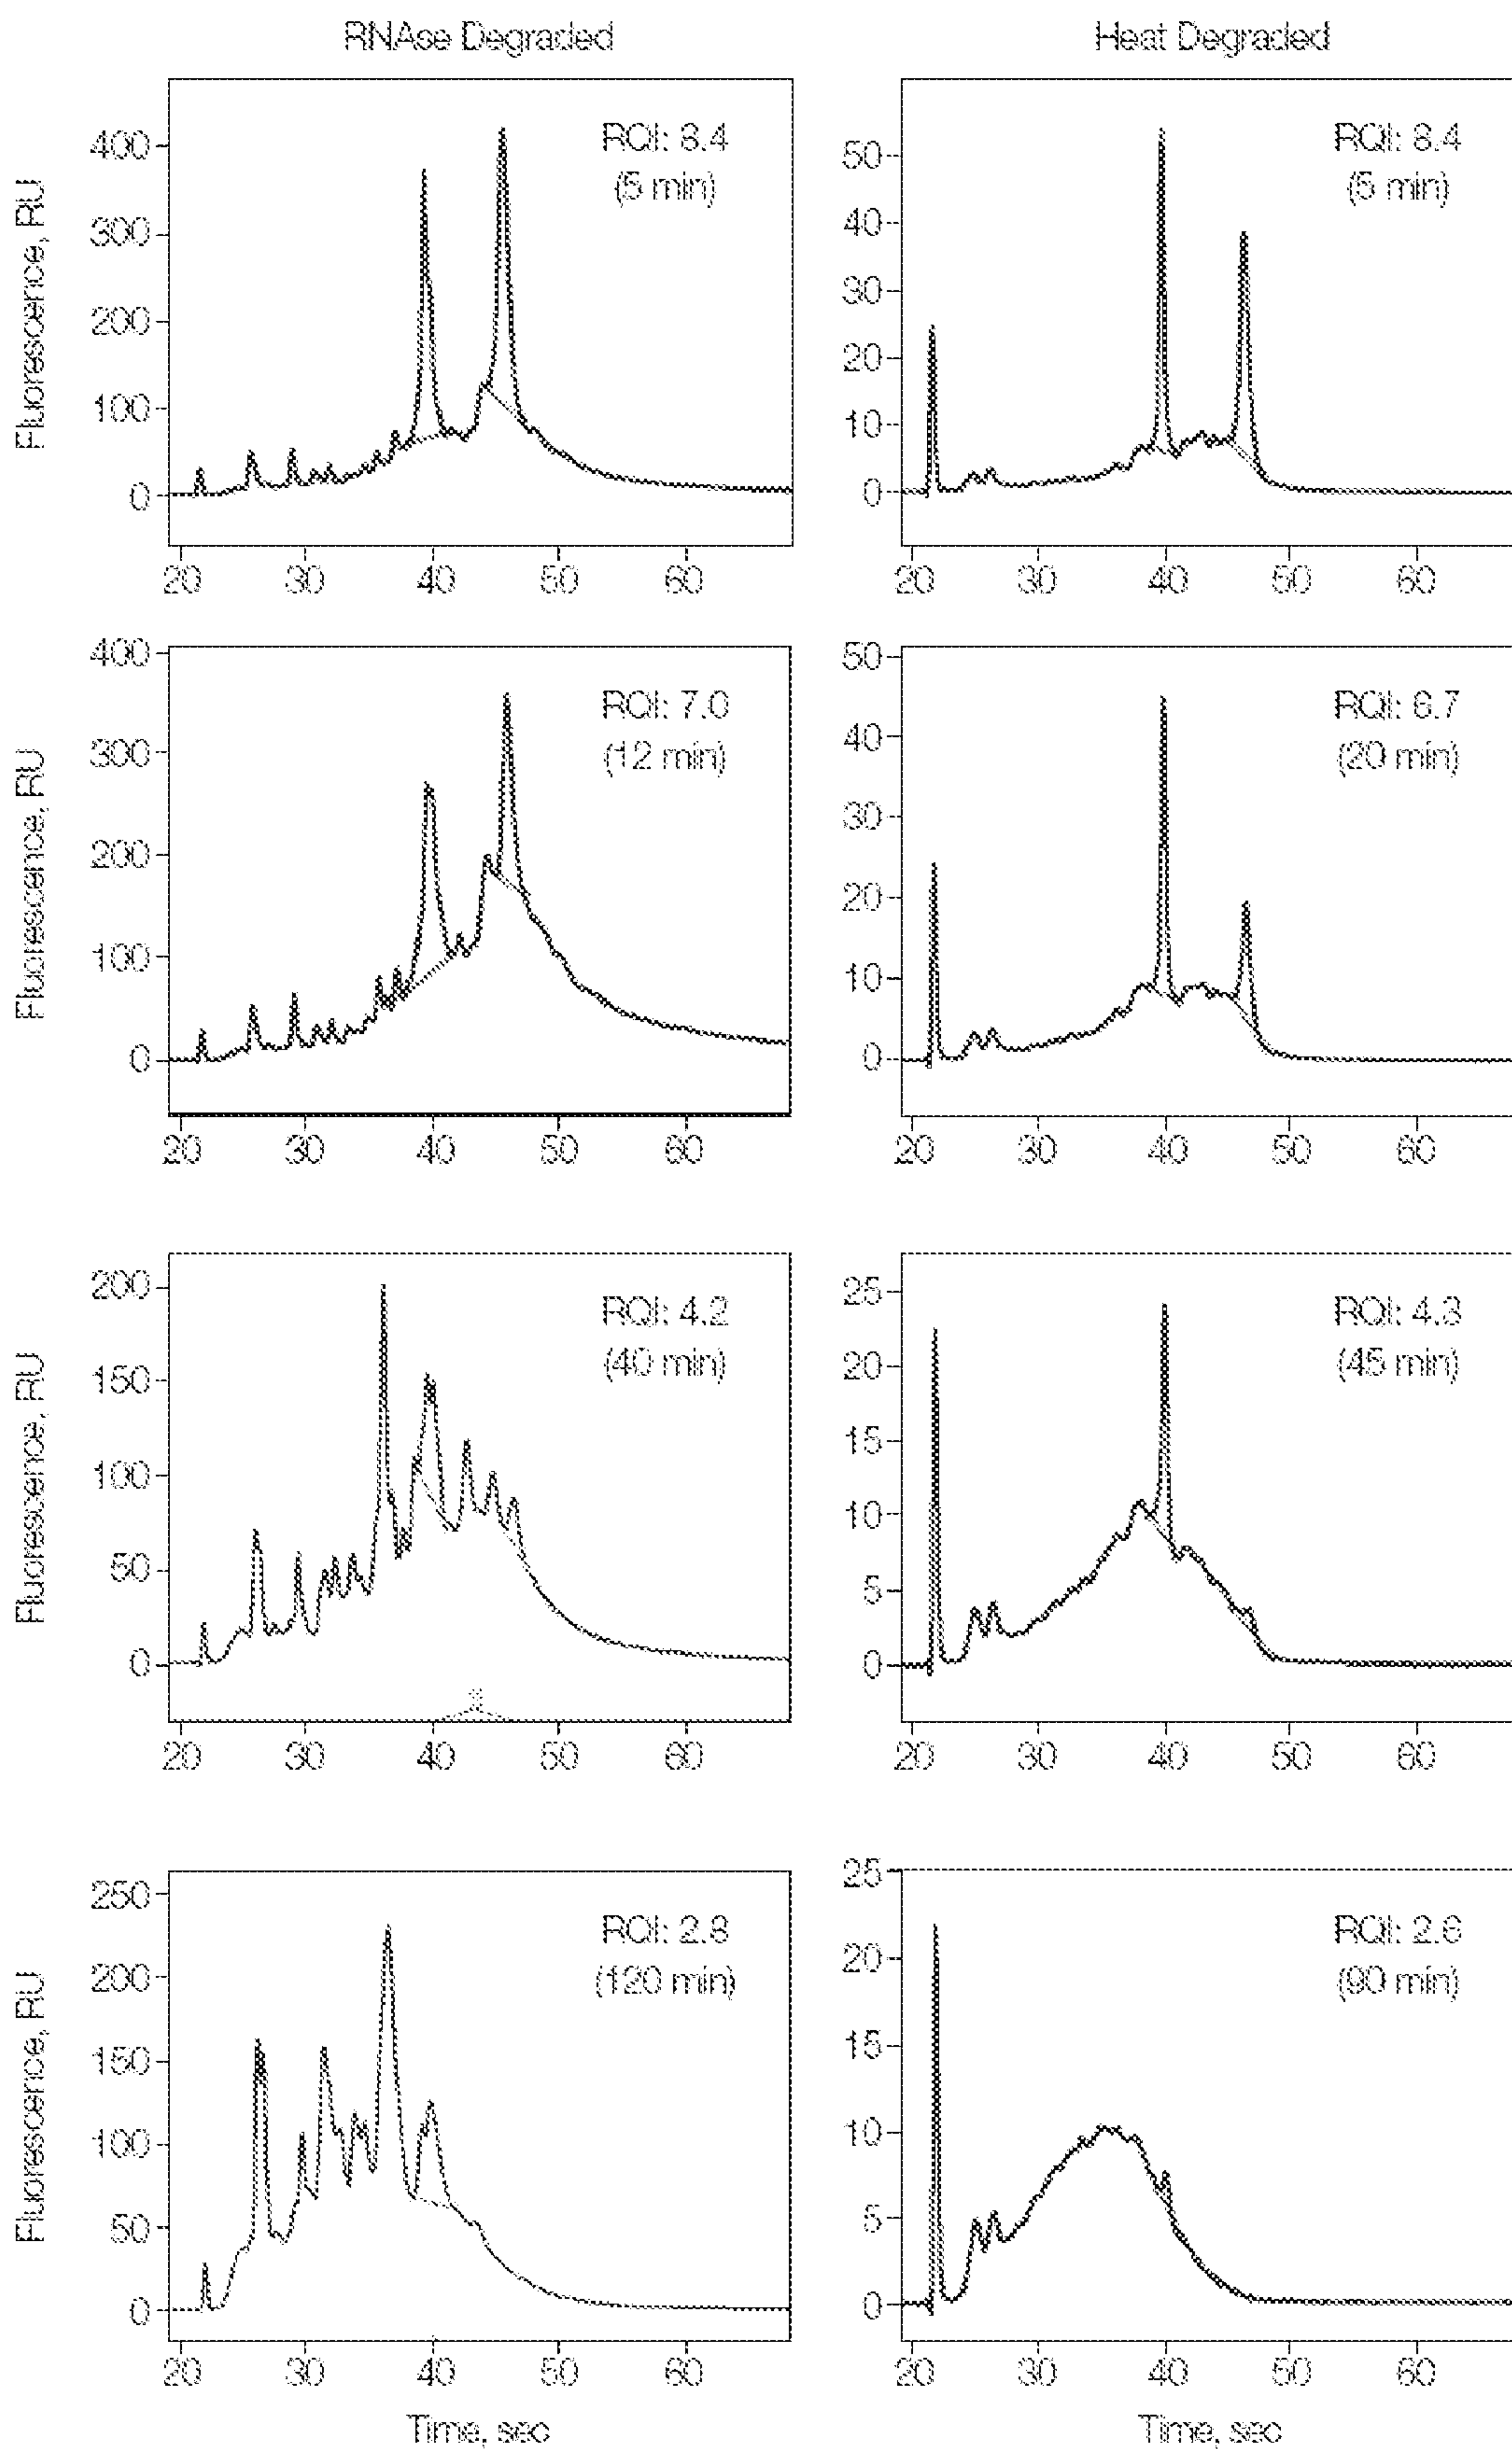 RNAse Degraded
Heat Degraded
Fluorescence, RU
400
300
200
100
0
RQI: 8.4
(5 min)
20 30 40 50 60
50
40
30
20
10
0
RQI: 8.4
(5 min)
20 30 40 50 60
Fluorescence, RU
400
300
200
100
0
RQI: 7.0
(12 min)
20 30 40 50 60
50
40
30
20
10
0
RQI: 6.7
(20 min)
20 30 40 50 60
Fluorescence, RU
200
150
100
50
0
RQI: 4.2
(40 min)
20 30 40 50 60
25
20
15
10
5
0
RQI: 4.3
(45 min)
20 30 40 50 60
Fluorescence, RU
250
200
150
100
50
0
RQI: 2.8
(120 min)
20 30 40 50 60
Time, sec
25
20
15
10
5
0
RQI: 2.6
(90 min)
20 30 40 50 60
Time, sec